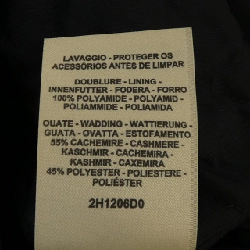 LAVAGGIO - PROTEGER OS
ACESSÓRIOS ANTES DE LIMPAR
DOUBLURE - LINING -
INNENFUTTER - FODERA - FORRO
100% POLYAMIDE - POLYAMID -
POLIAMMIDE - POLIAMIDA
OUATE - WADDING - WATTIERUNG -
GUATA - OVATTA - ESTOFAMENTO
55% CACHEMIRE - CASHMERE -
KASCHMIR - CACHEMIRA -
KASHMIR - CAXEMIRA
45% POLYESTER - POLIESTERE -
POLIÉSTER
2H1206D0